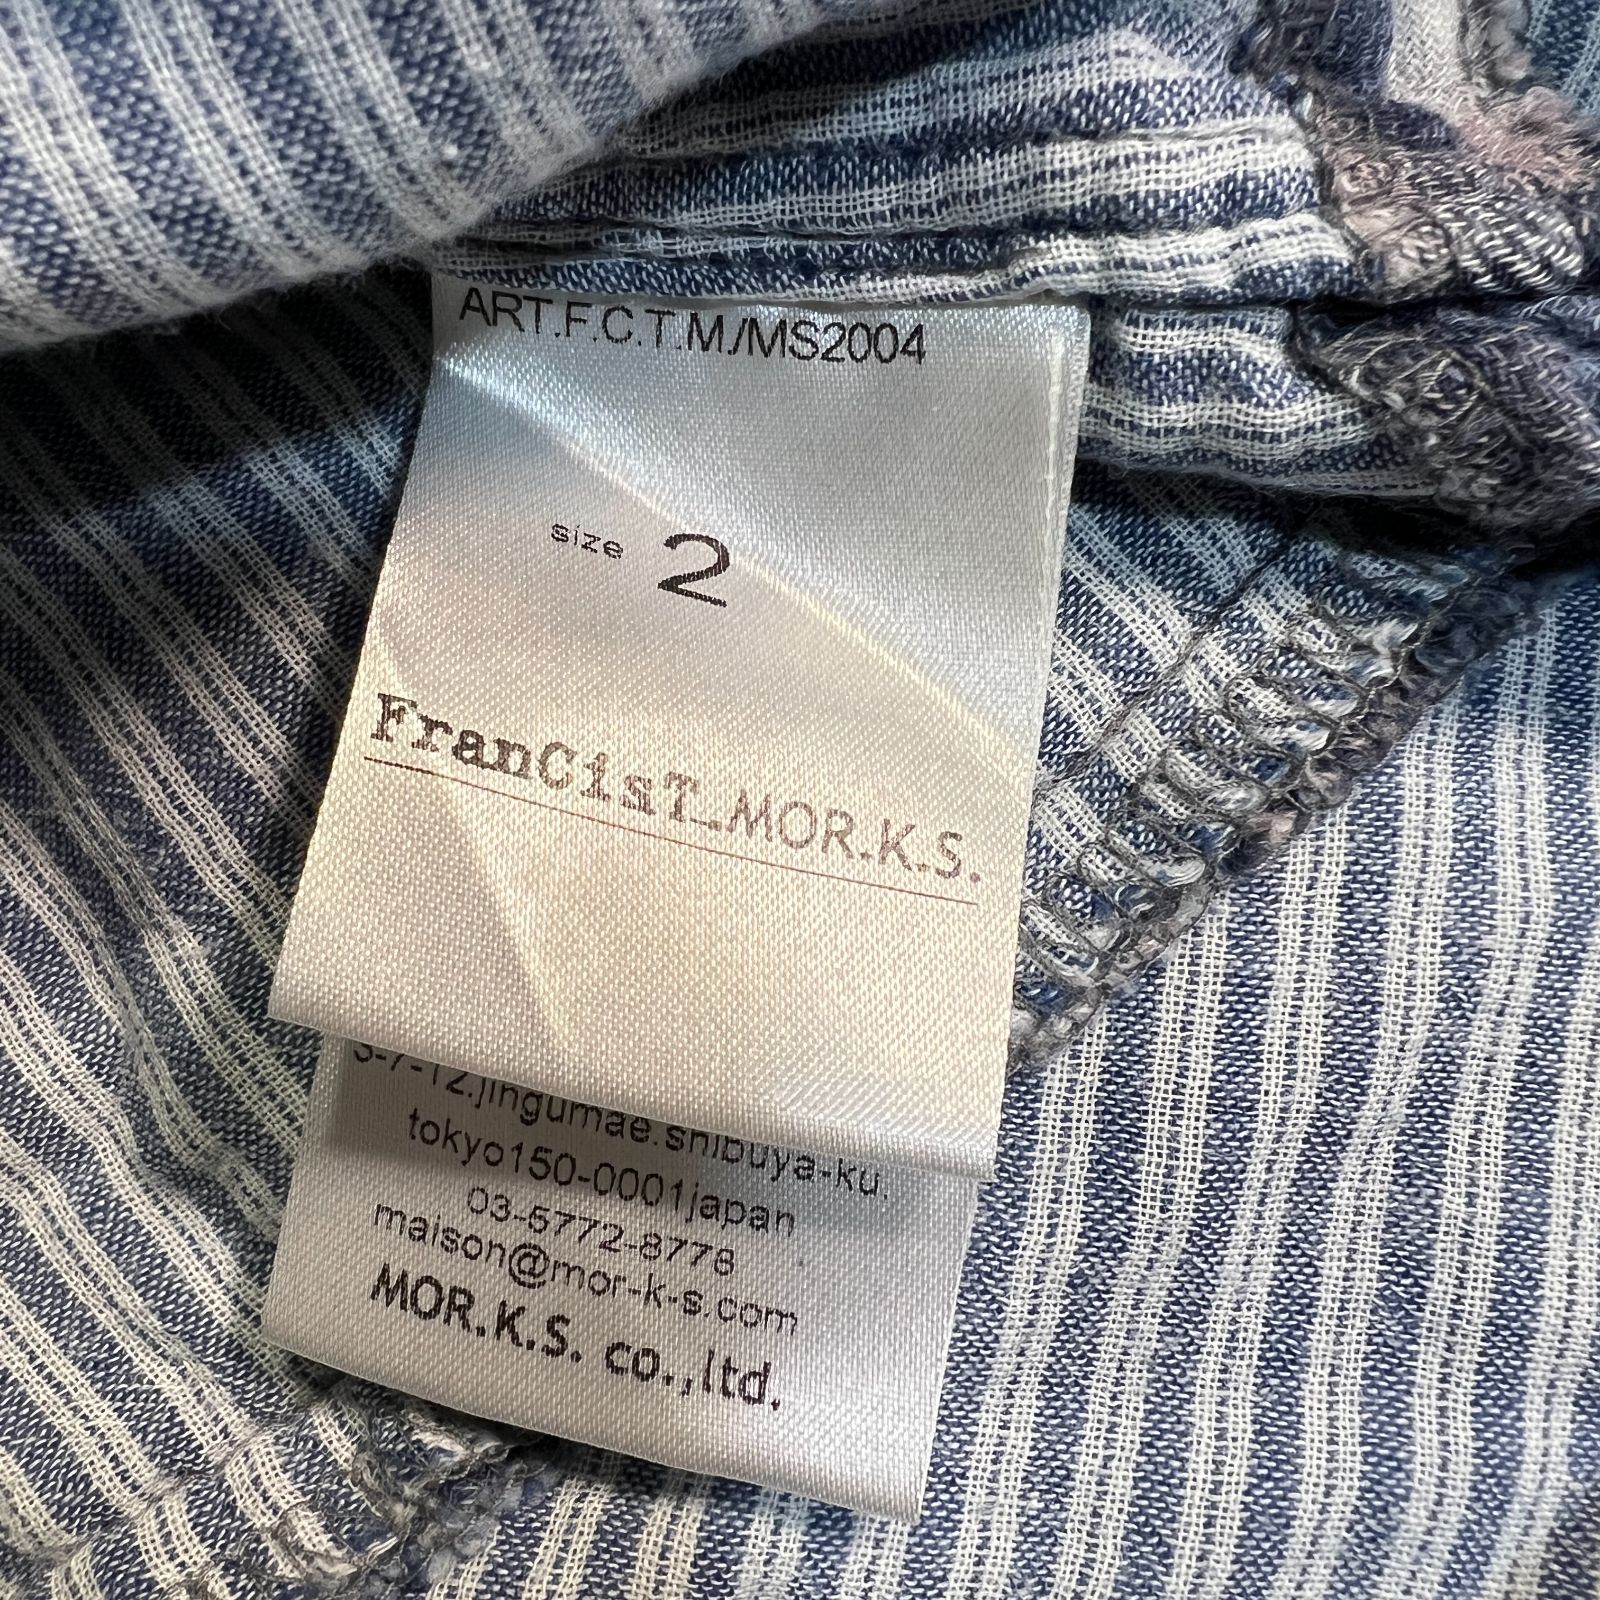 ART.F.C.T.M./MS2004
size 2
FranCisT_MOR.K.S.
3-7-12.jingumae.shibuya-ku.
tokyo150-0001japan
03-5772-8778
maison@mor-k-s.com
MOR.K.S. co.,ltd.